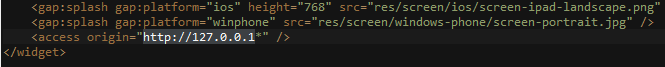 <gap:splash gap:platform="ios" height="768" src="res/screen/ios/screen-ipad-landscape.png"
<gap:splash gap:platform="winphone" src="res/screen/windows-phone/screen-portrait.jpg" />
<access origin="http://127.0.0.1*" />
</widget>